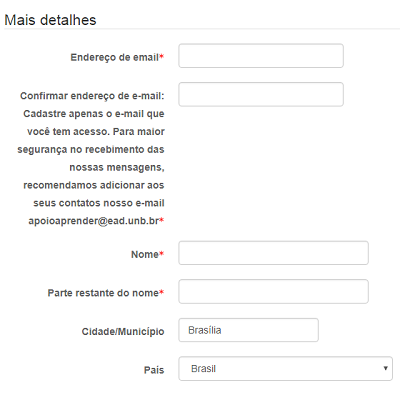 Mais detalhes
Endereço de email*
Confirmar endereço de e-mail:
Cadastre apenas o e-mail que
você tem acesso. Para maior
segurança no recebimento das
nossas mensagens,
recomendamos adicionar aos
seus contatos nosso e-mail
apoioaprender@ead.unb.br*
Nome*
Parte restante do nome*
Cidade/Município Brasília
País Brasil